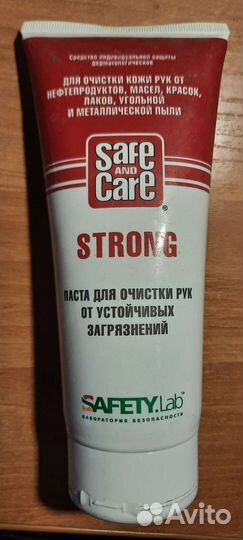 Средство индивидуальной защиты
дерматологическое
ДЛЯ ОЧИСТКИ КОЖИ РУК ОТ
НЕФТЕПРОДУКТОВ, МАСЕЛ, КРАСОК,
ЛАКОВ, УГОЛЬНОЙ
И МЕТАЛЛИЧЕСКОЙ ПЫЛИ
Safe
AND
Care
®
STRONG
ПАСТА ДЛЯ ОЧИСТКИ РУК
ОТ УСТОЙЧИВЫХ
ЗАГРЯЗНЕНИЙ
SAFETY.Lab™
ЛАБОРАТОРИЯ БЕЗОПАСНОСТИ
Avito